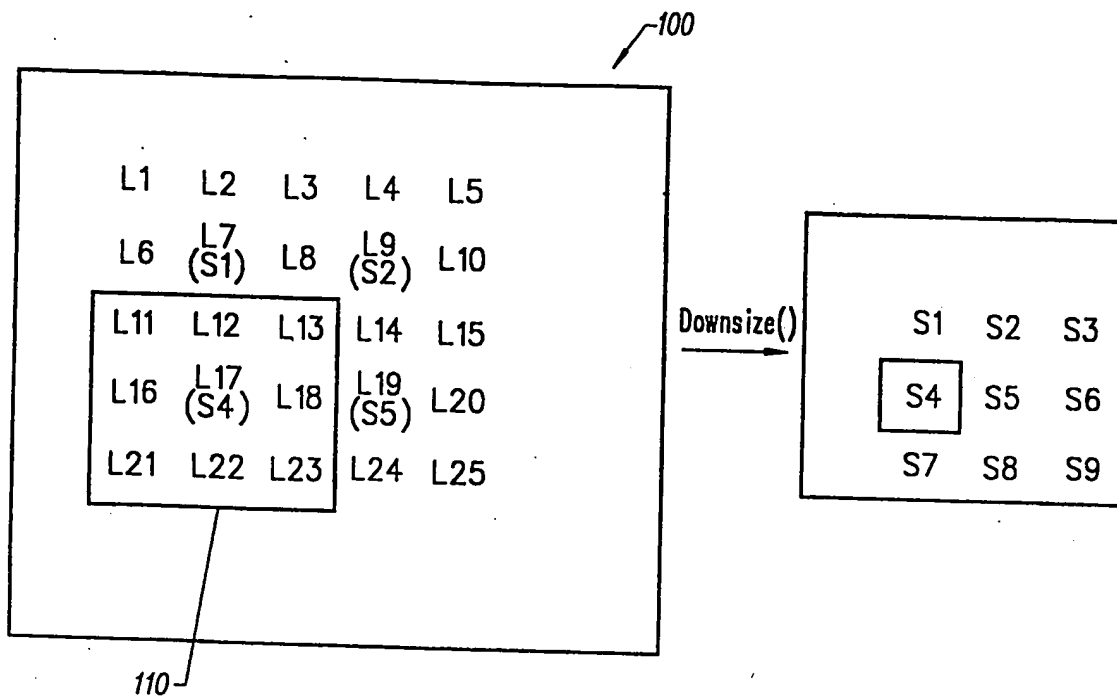 100
L1 L2 L3 L4 L5
L6 L7 (S1) L8 L9 (S2) L10
L11 L12 L13 L14 L15
L16 L17 (S4) L18 L19 (S5) L20
L21 L22 L23 L24 L25
110
Downsize()
S1 S2 S3
S4 S5 S6
S7 S8 S9